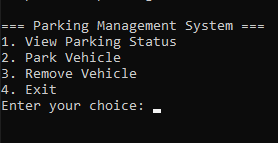 === Parking Management System ===
1. View Parking Status
2. Park Vehicle
3. Remove Vehicle
4. Exit
Enter your choice: